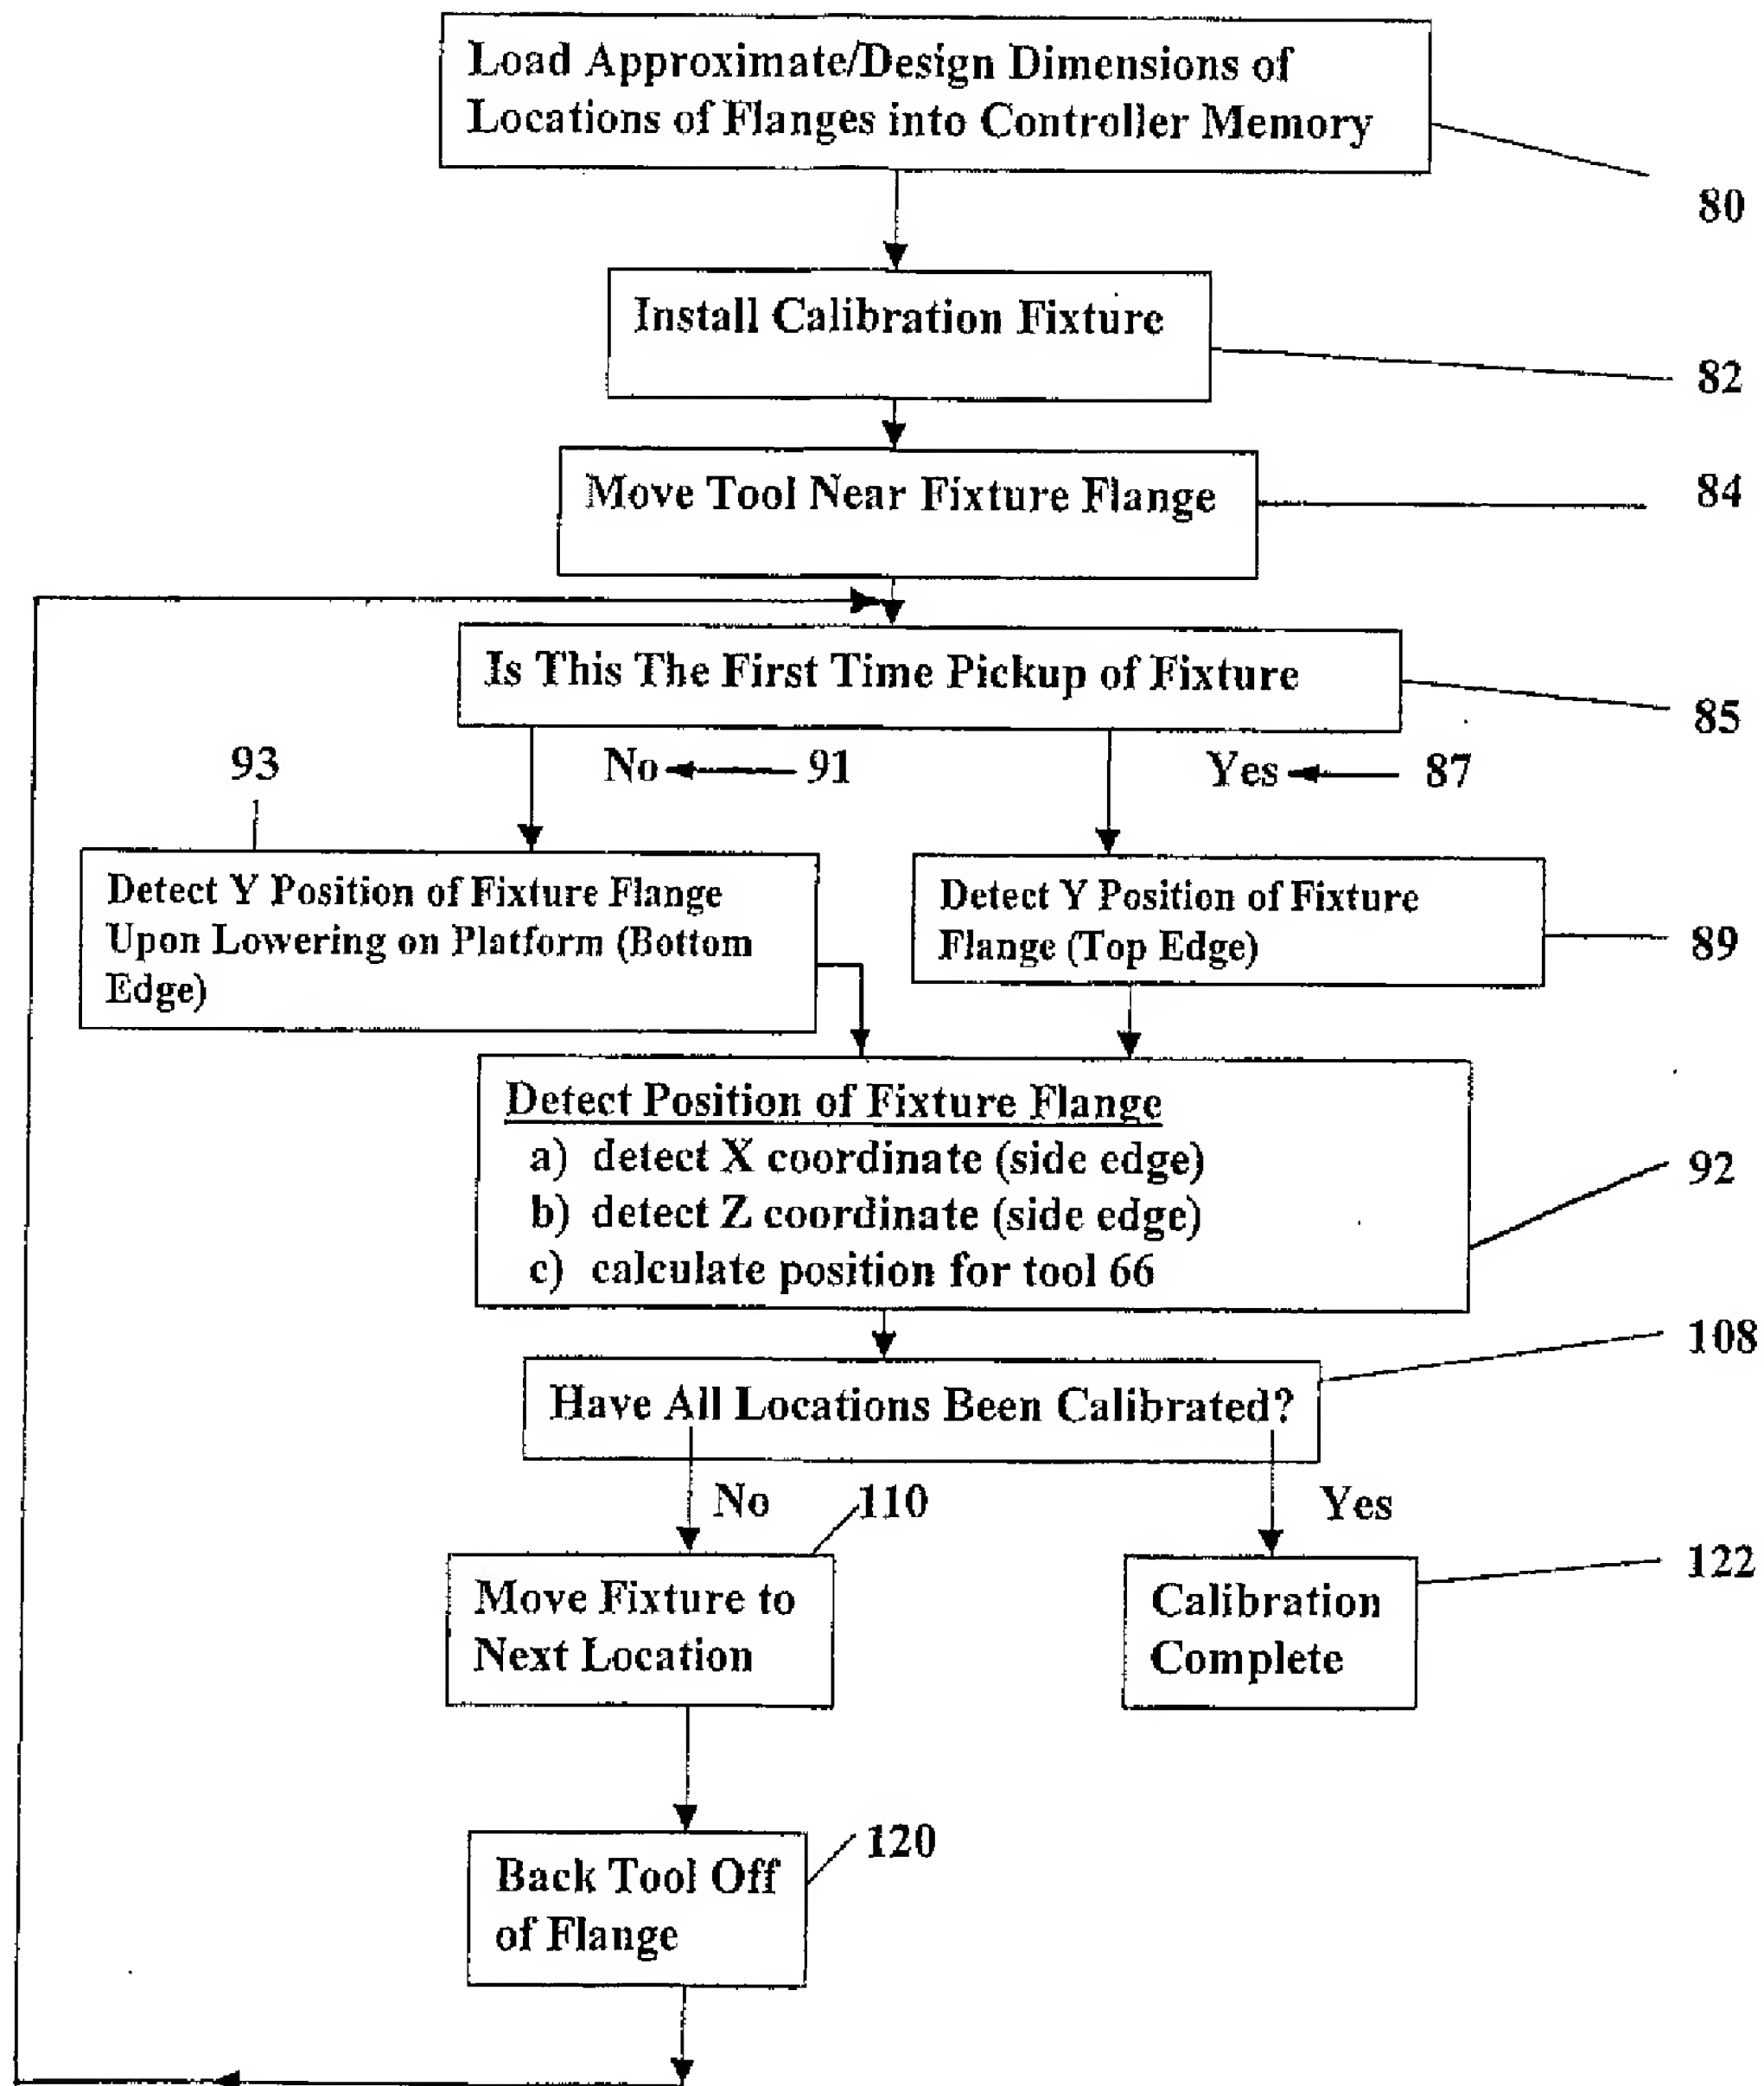 Load Approximate/Design Dimensions of
Locations of Flanges into Controller Memory
80
Install Calibration Fixture
82
Move Tool Near Fixture Flange
84
Is This The First Time Pickup of Fixture
85
93
No
91
Yes
87
Detect Y Position of Fixture Flange
Upon Lowering on Platform (Bottom
Edge)
Detect Y Position of Fixture
Flange (Top Edge)
89
Detect Position of Fixture Flange
a) detect X coordinate (side edge)
b) detect Z coordinate (side edge)
c) calculate position for tool 66
92
108
Have All Locations Been Calibrated?
No
110
Yes
Move Fixture to
Next Location
122
Calibration
Complete
120
Back Tool Off
of Flange